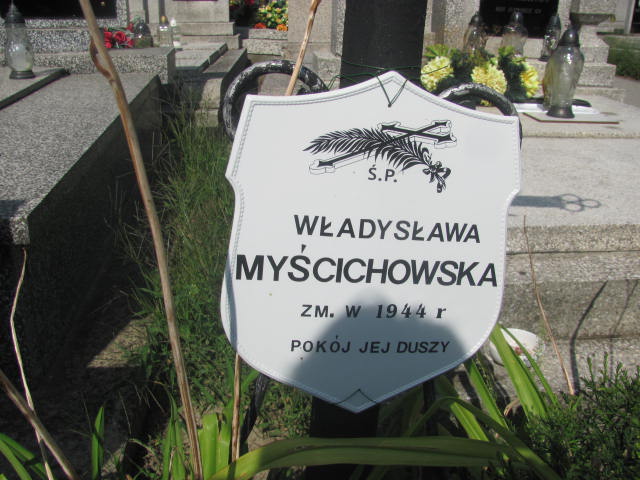 Ś.P.
WŁADYSŁAWA
MYŚCICHOWSKA
ZM. W 1944 r
POKÓJ JEJ DUSZY